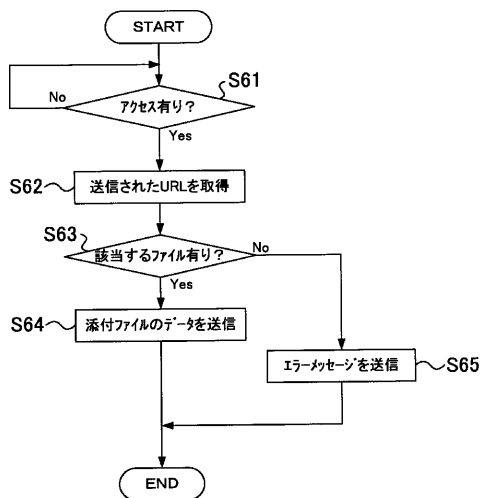 START
S61
No
アクセス有り？
Yes
S62
送信されたURLを取得
S63
該当するファイル有り？
No
Yes
S64
添付ファイルのデータを送信
エラーメッセージを送信
S65
END